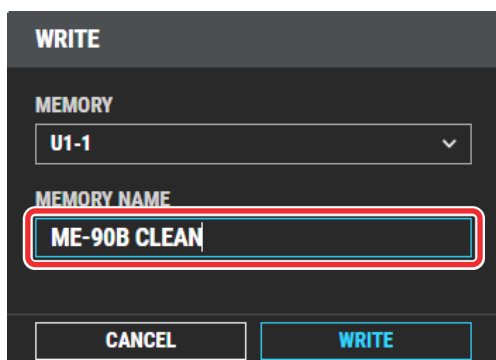 WRITE
MEMORY
U1-1
MEMORY NAME
ME-90B CLEAN
CANCEL WRITE